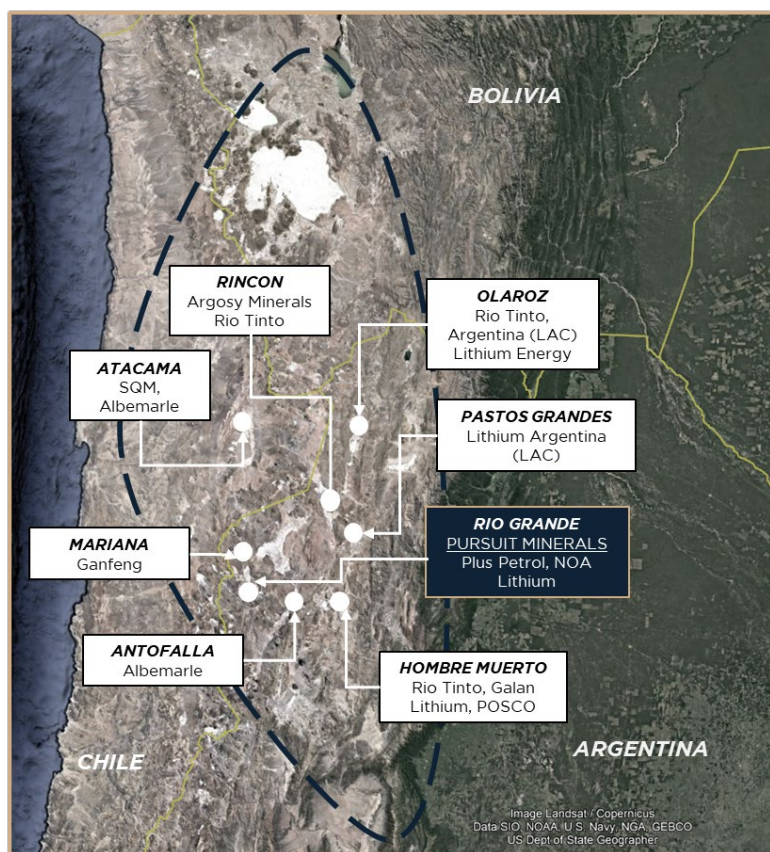 BOLIVIA
RINCON
Argosy Minerals
Rio Tinto
OLAROZ
Rio Tinto,
Argentina (LAC)
Lithium Energy
ATACAMA
SQM,
Albemarle
PASTOS GRANDES
Lithium Argentina
(LAC)
MARIANA
Ganfeng
RIO GRANDE
PURSUIT MINERALS
Plus Petrol, NOA
Lithium
ANTOFALLA
Albemarle
HOMBRE MUERTO
Rio Tinto, Galan
Lithium, POSCO
CHILE
ARGENTINA
Image Landsat / Copernicus
Data SIO, NOAA, U.S. Navy, NGA, GEBCO
US Dept of State Geographer